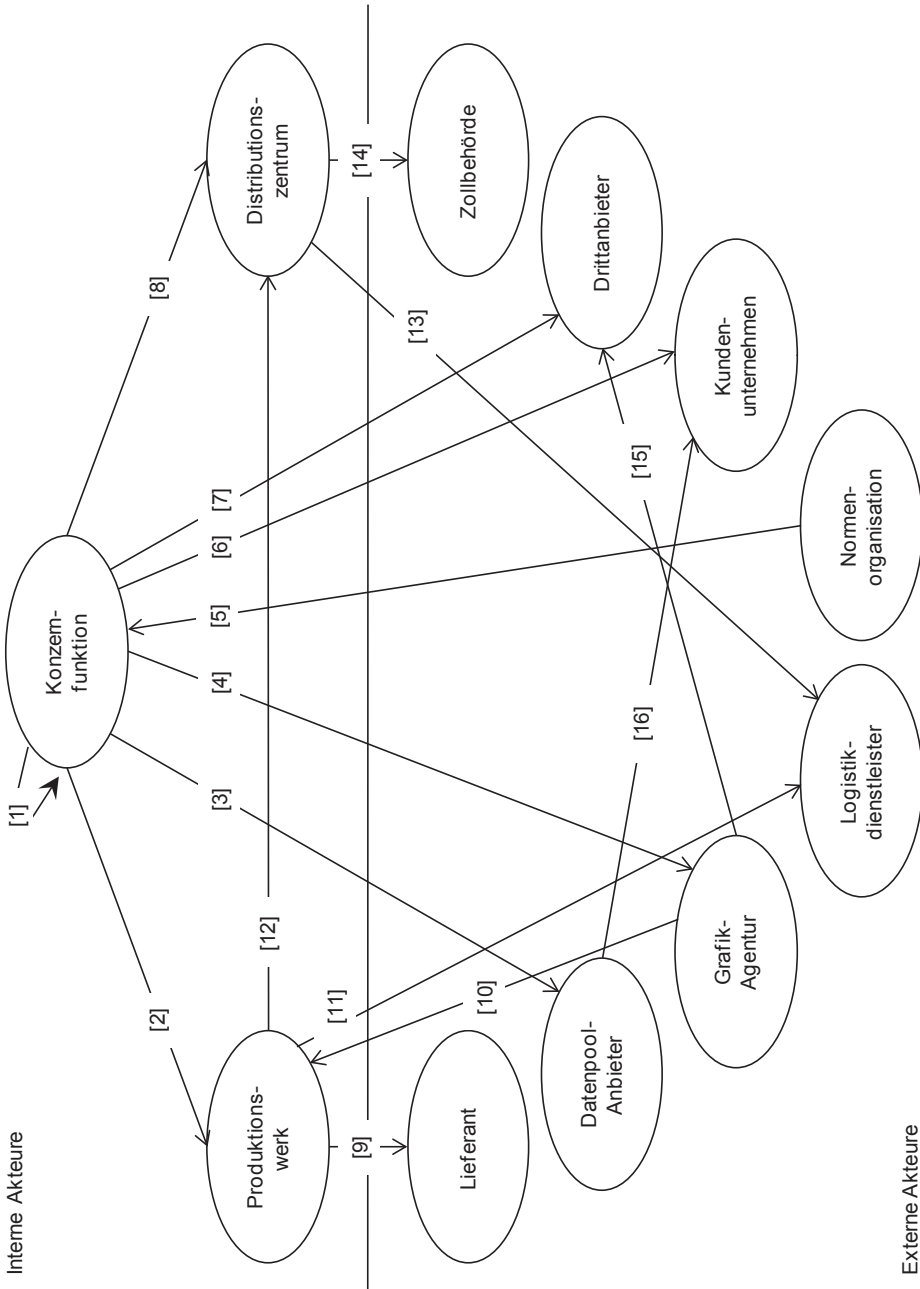 Interne Akteure
[1]
Konzern-
funktion
[2]
[8]
[3]
[4]
[5]
[6]
[7]
Produktions-
werk
[12]
Distributions-
zentrum
[11]
[9]
[14]
[13]
Lieferant
Zollbehörde
[10]
Datenpool-
Anbieter
Drittanbieter
[16]
[15]
Grafik-
Agentur
Kunden-
unternehmen
Logistik-
dienstleister
Normen-
organisation
Externe Akteure